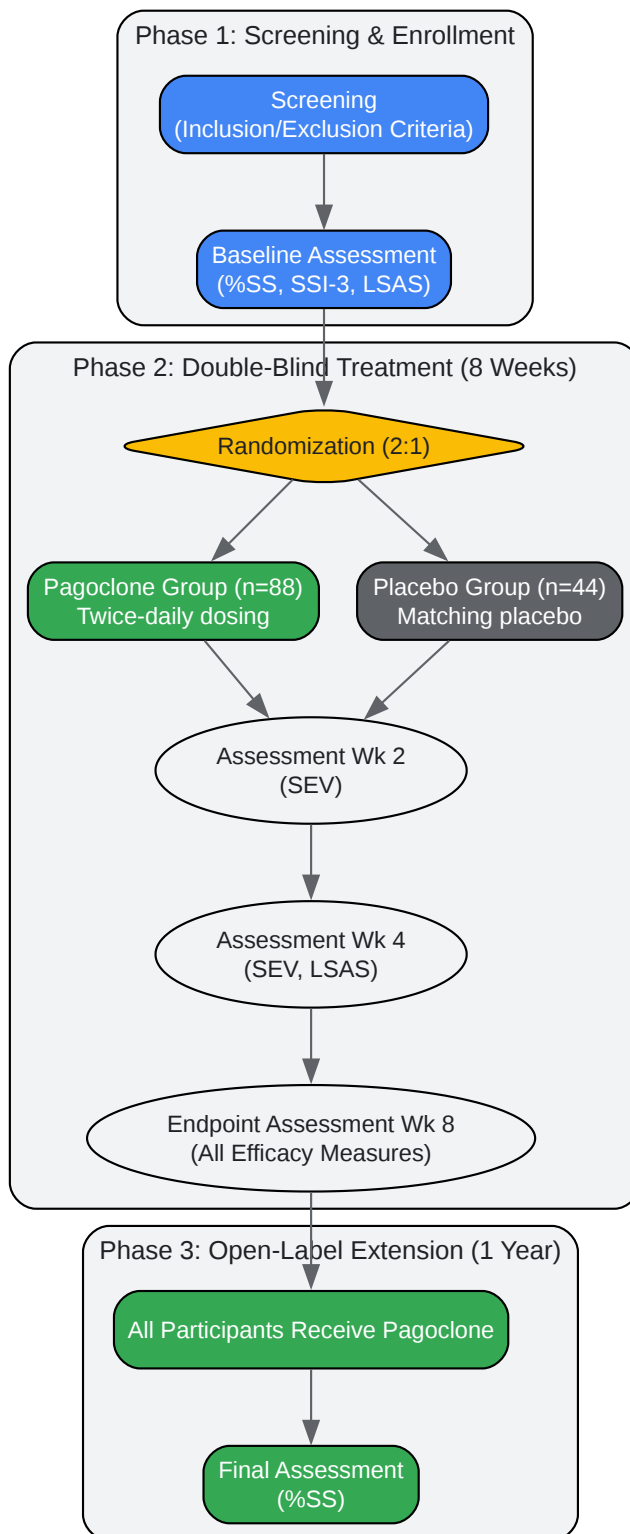 Phase 1: Screening & Enrollment
Screening
(Inclusion/Exclusion Criteria)
Baseline Assessment
(%SS, SSI-3, LSAS)
Phase 2: Double-Blind Treatment (8 Weeks)
Randomization (2:1)
Pagoclone Group (n=88)
Twice-daily dosing
Placebo Group (n=44)
Matching placebo
Assessment Wk 2
(SEV)
Assessment Wk 4
(SEV, LSAS)
Endpoint Assessment Wk 8
(All Efficacy Measures)
Phase 3: Open-Label Extension (1 Year)
All Participants Receive Pagoclone
Final Assessment
(%SS)